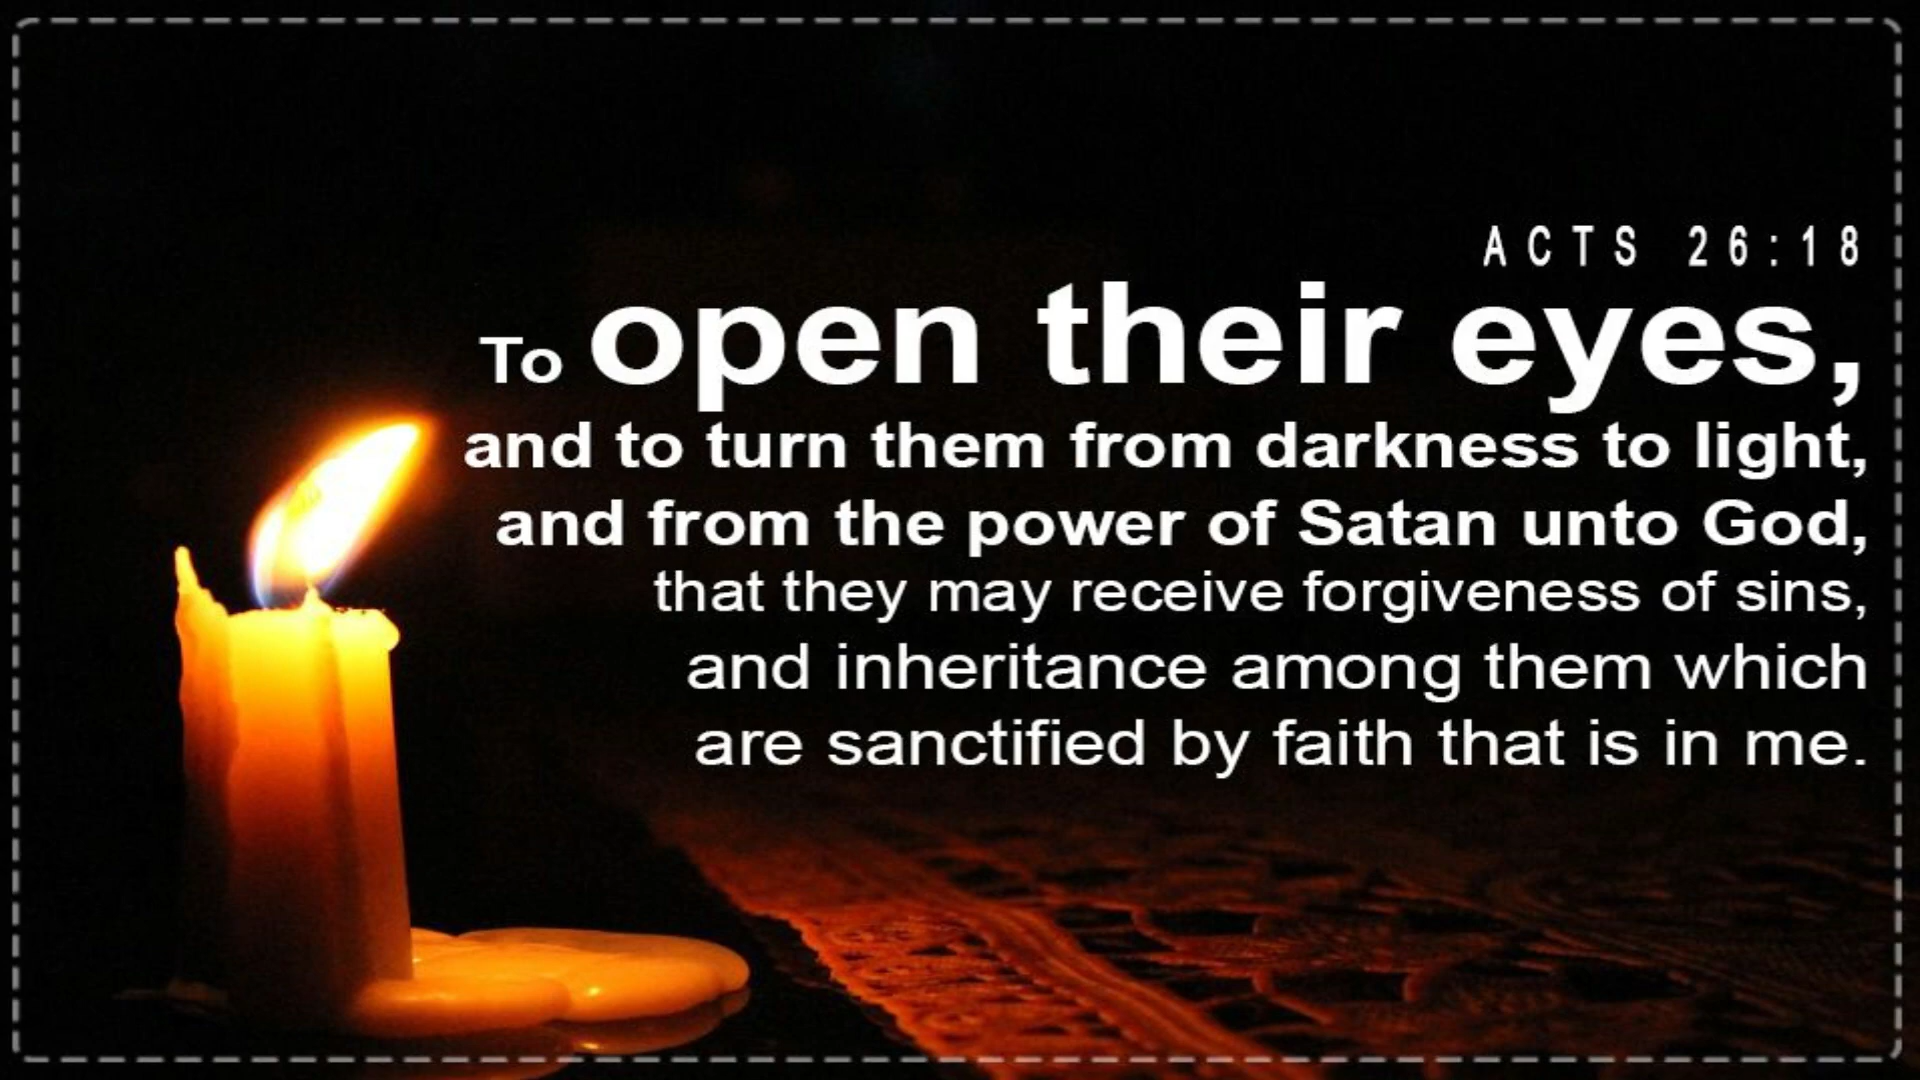 ACTS 26:18
To open their eyes,
and to turn them from darkness to light,
and from the power of Satan unto God,
that they may receive forgiveness of sins,
and inheritance among them which
are sanctified by faith that is in me.